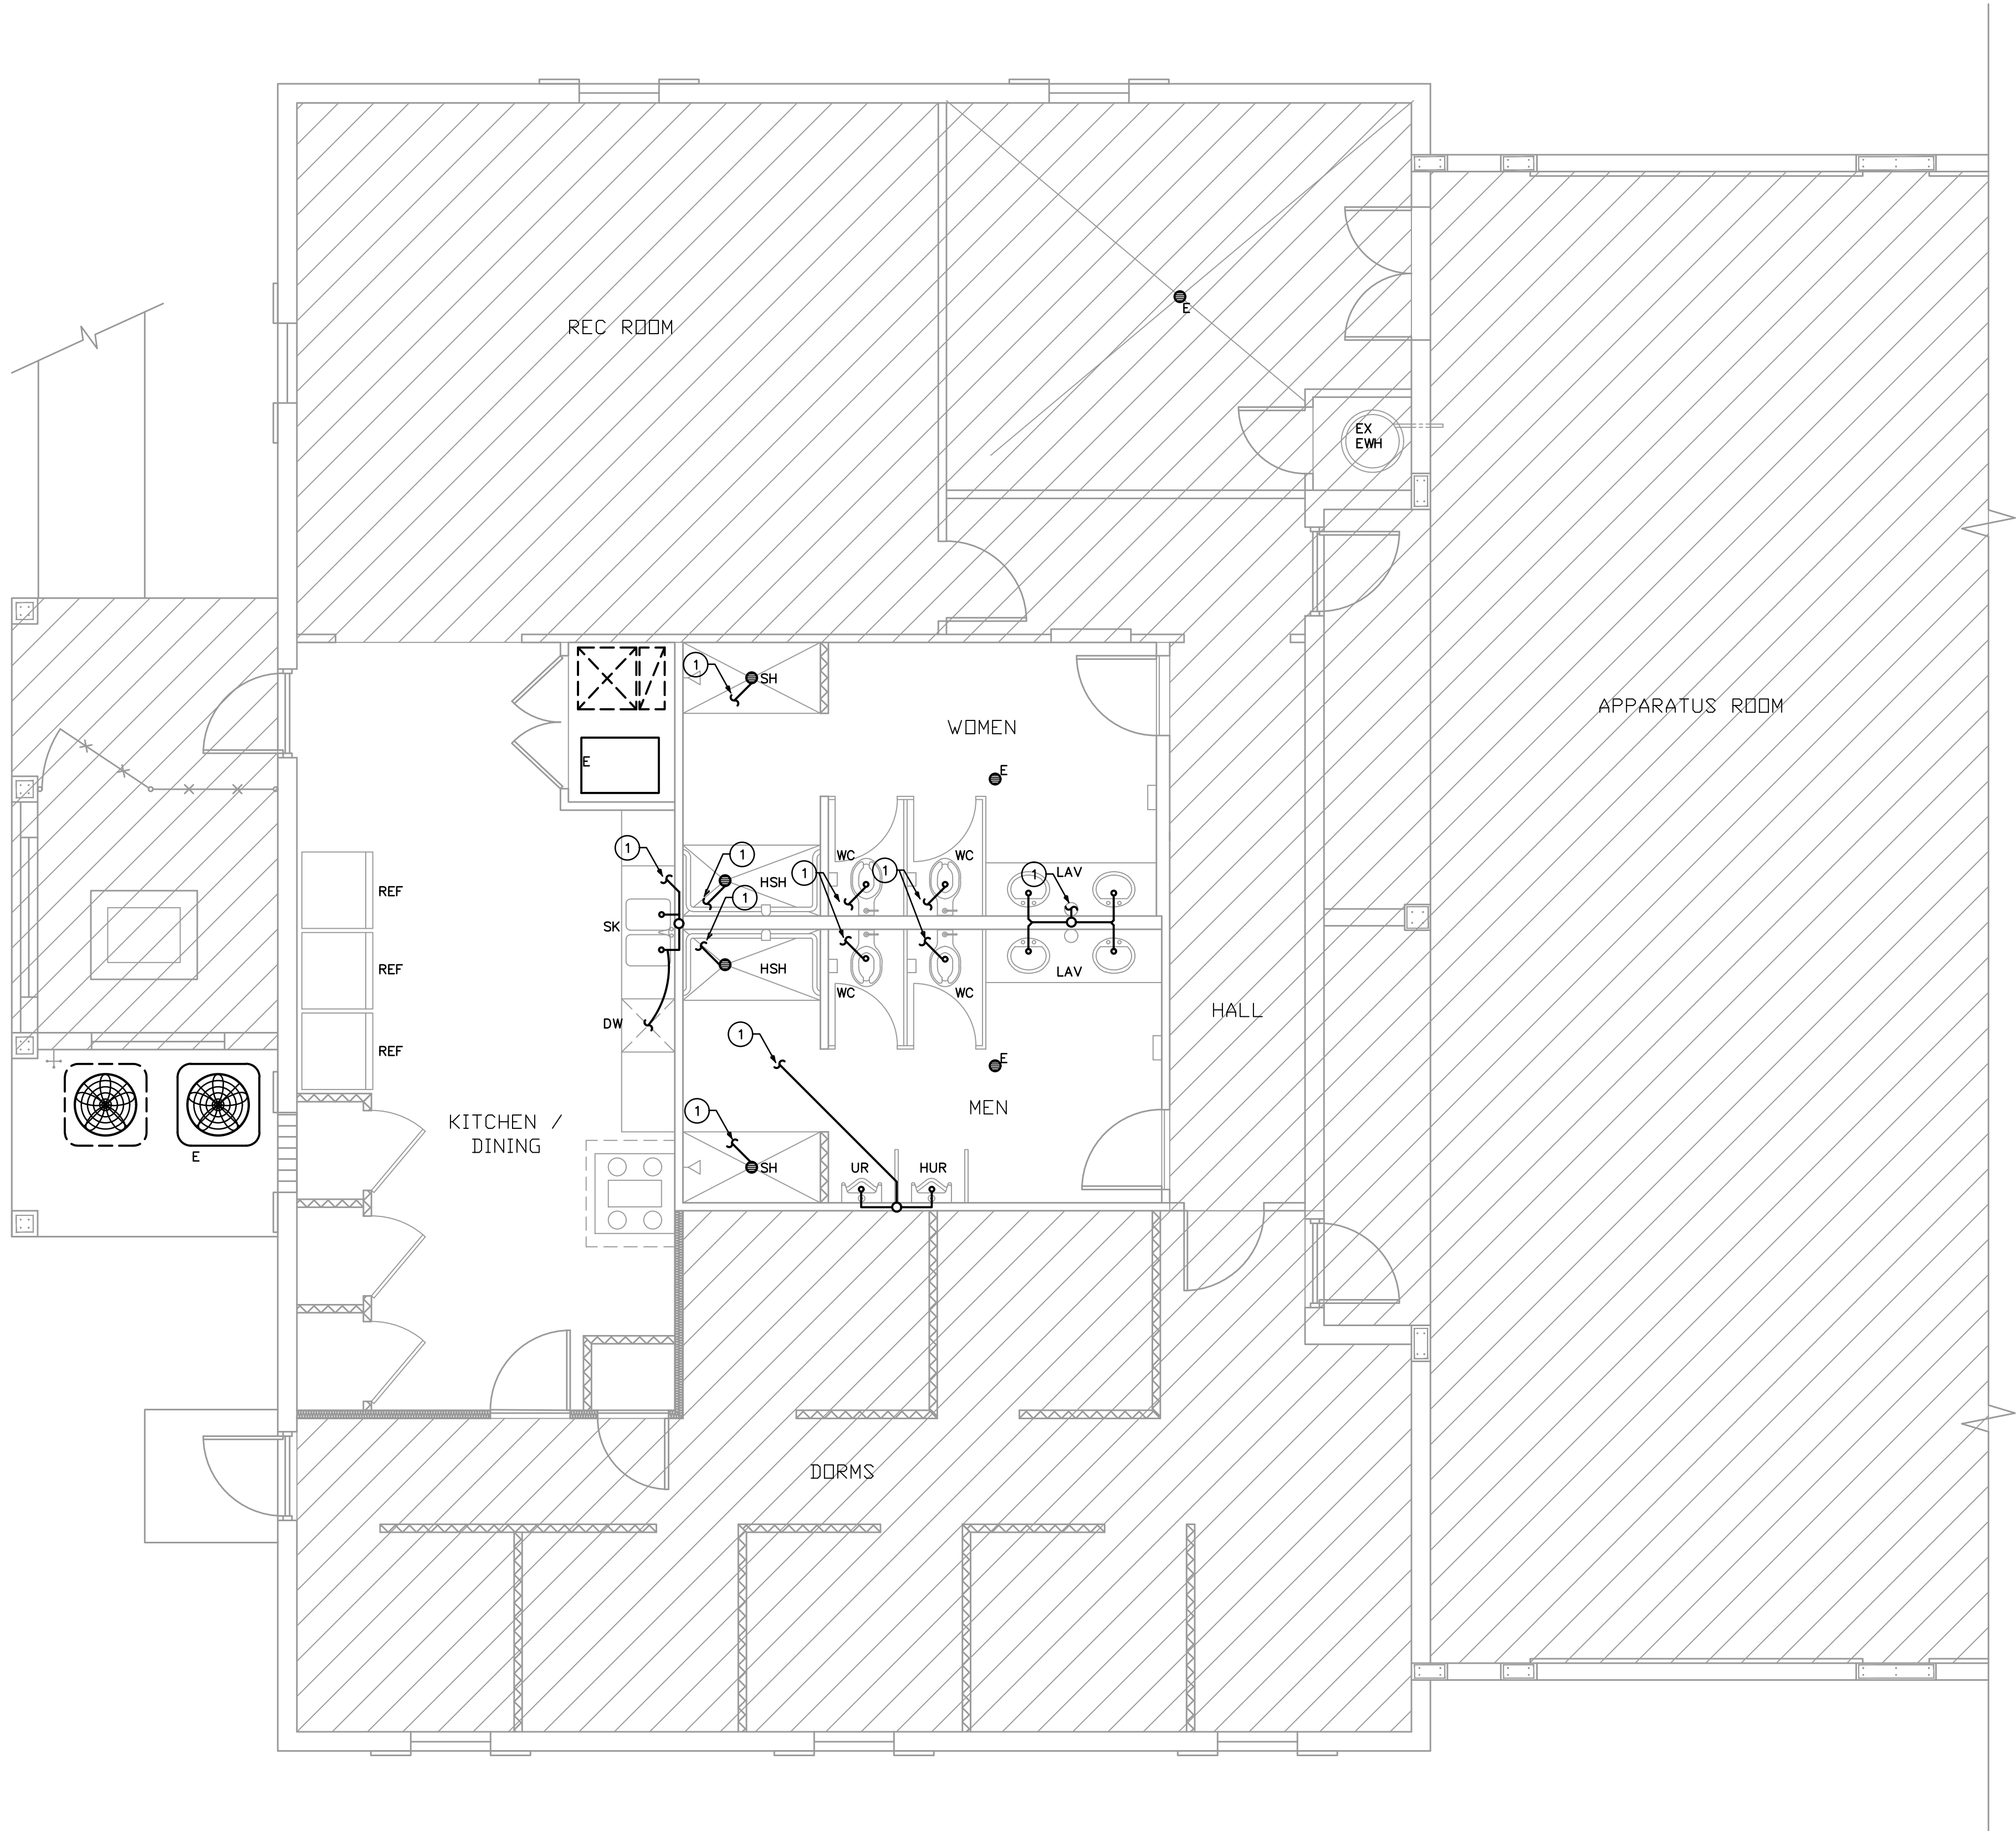 REC ROOM
E
EX
EWH
1
SH
WOMEN
APPARATUS ROOM
E
E
1
1
WC
1
1
WC
1
LAV
HSH
REF
1
SK
HSH
LAV
REF
WC
WC
HALL
DW
1
REF
E
MEN
1
KITCHEN /
DINING
E
SH
UR
HUR
DORMS